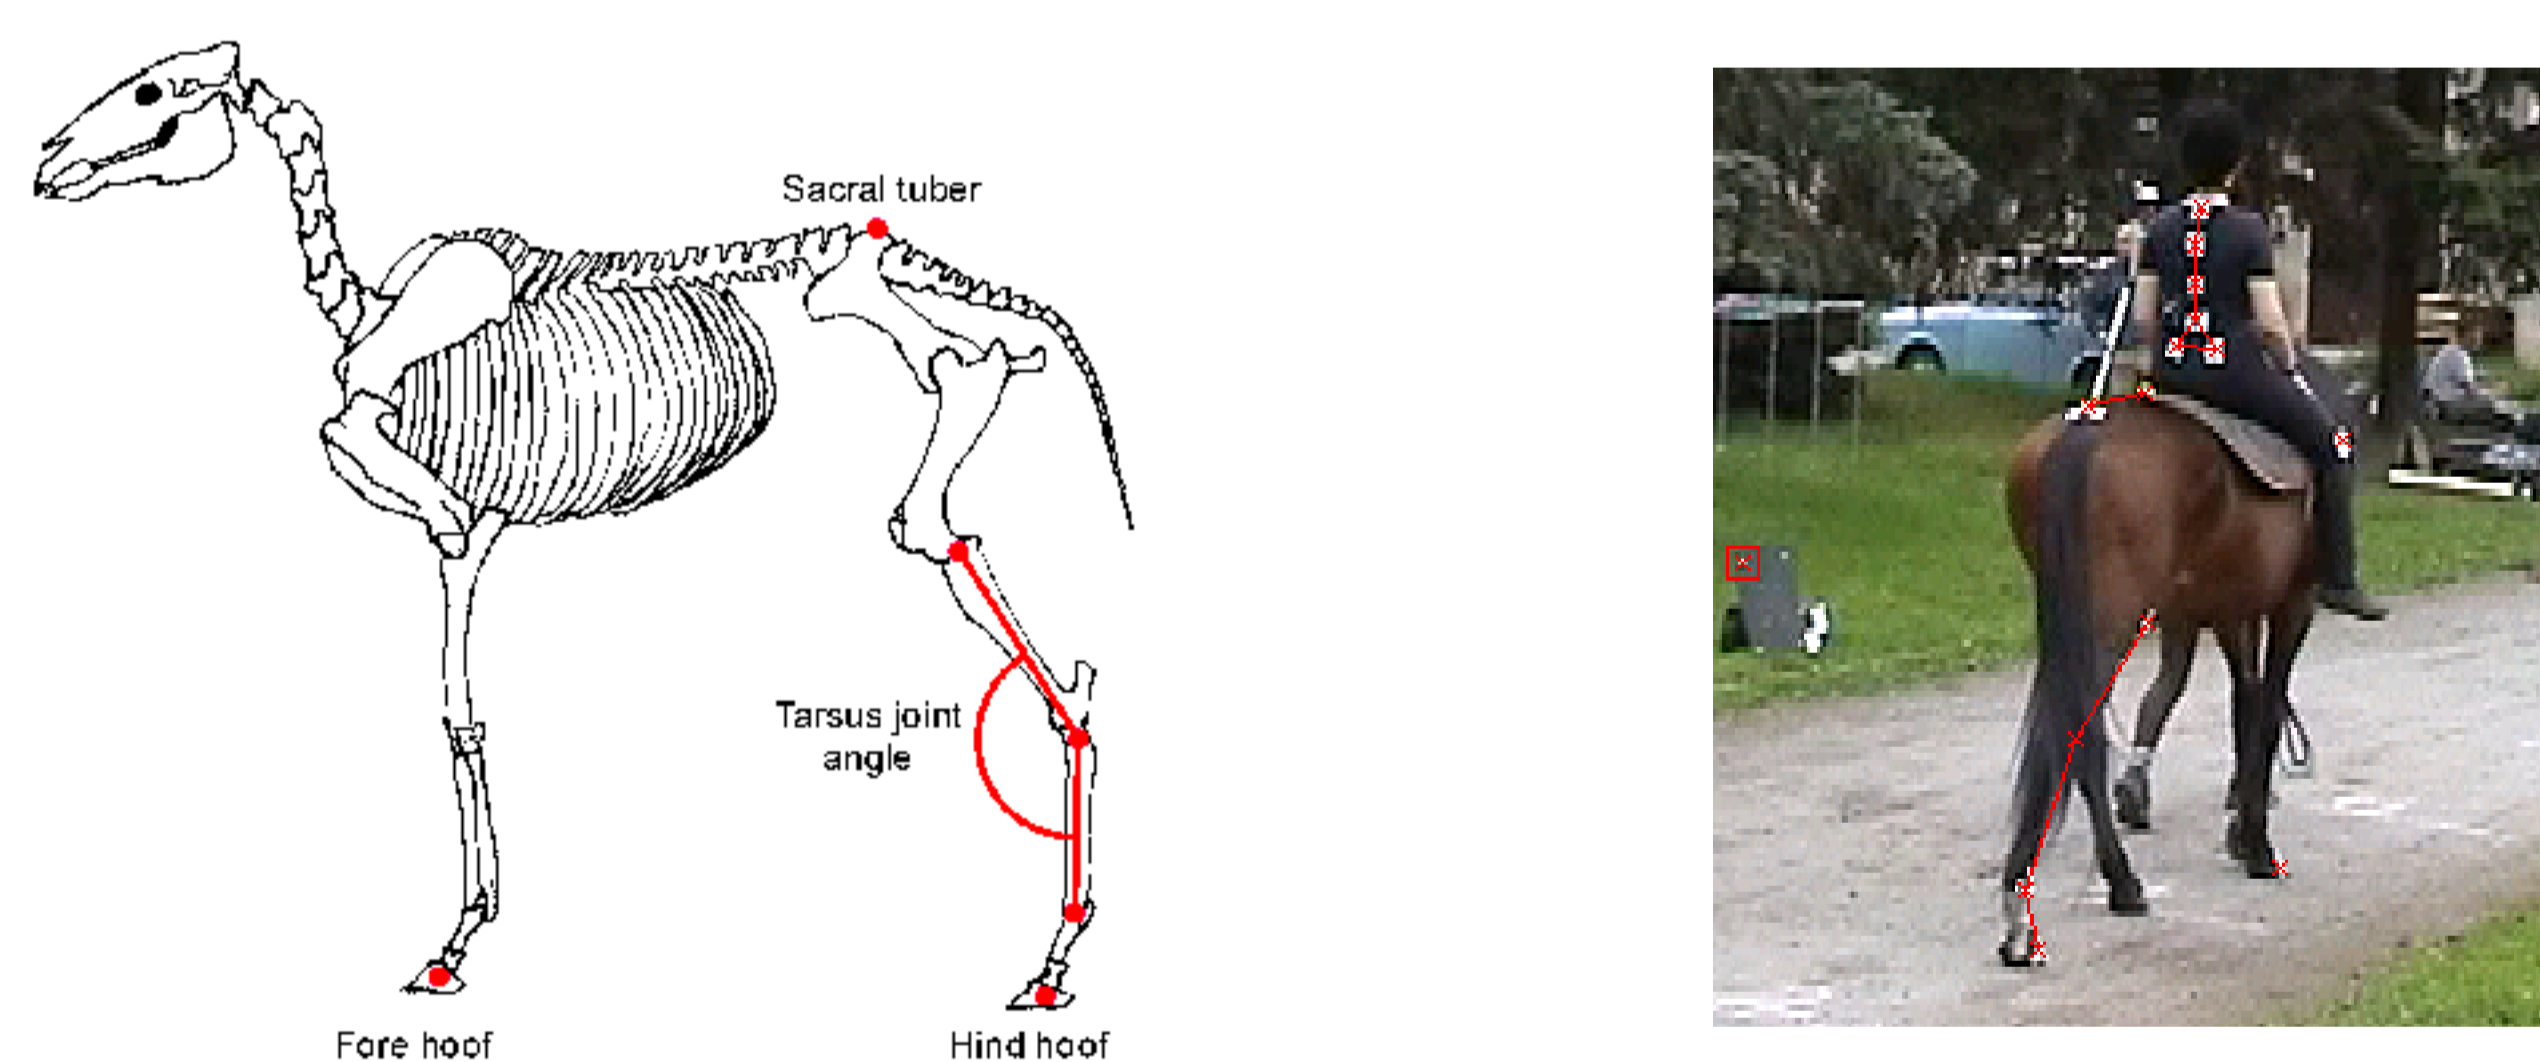 Sacral tuber
Tarsus joint
angle
Fore hoof
Hind hoof